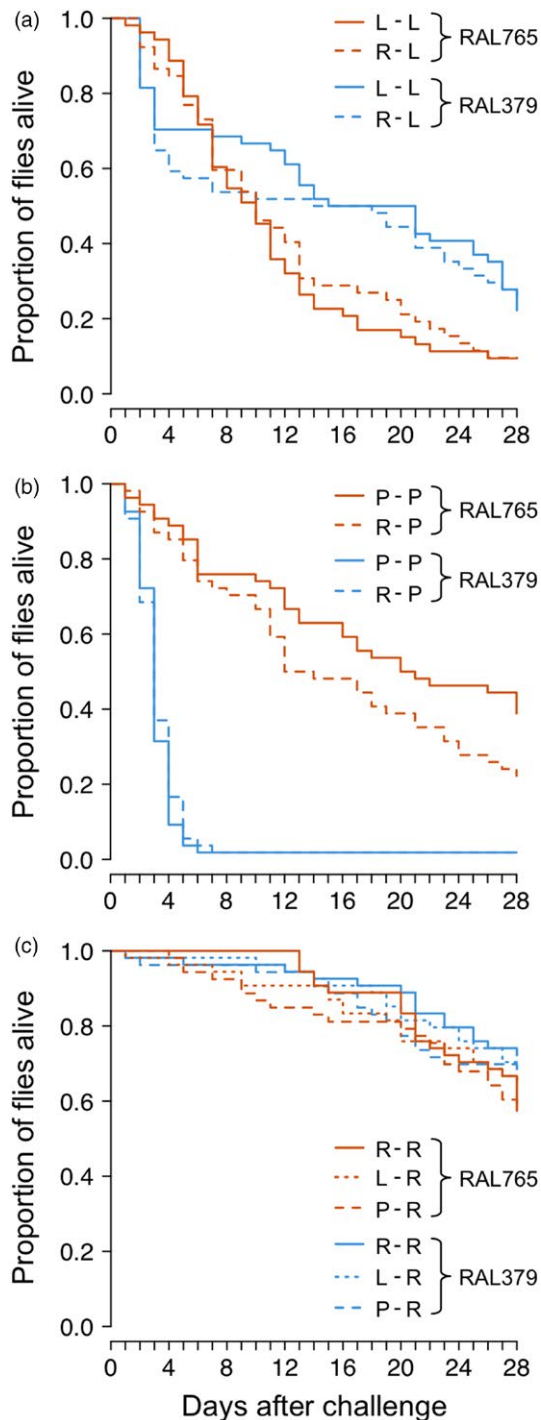 (a)
L - L
R - L
RAL765
L - L
R - L
RAL379
Proportion of flies alive
1.0
0.8
0.6
0.4
0.2
0.0
0 4 8 12 16 20 24 28
(b)
P - P
R - P
RAL765
P - P
R - P
RAL379
Proportion of flies alive
1.0
0.8
0.6
0.4
0.2
0.0
0 4 8 12 16 20 24 28
(c)
R - R
L - R
P - R
RAL765
R - R
L - R
P - R
RAL379
Proportion of flies alive
1.0
0.8
0.6
0.4
0.2
0.0
0 4 8 12 16 20 24 28
Days after challenge